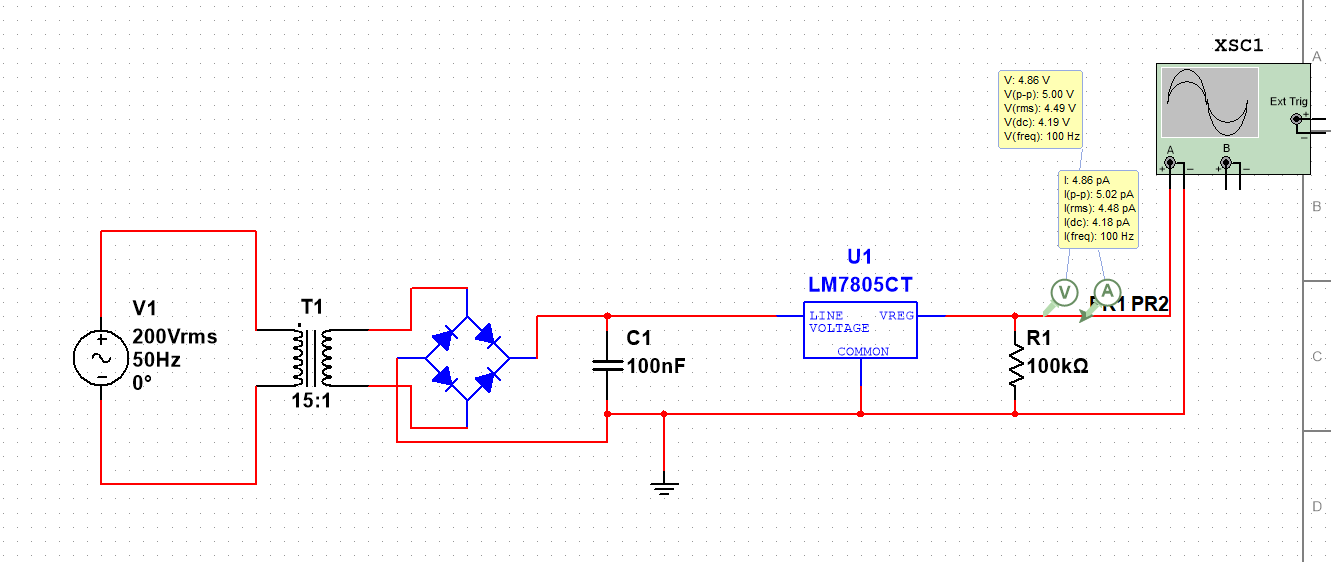 XSC1
A
Ext Trig
+
−
A
B
+
−
+
−
V: 4.86 V
V(p-p): 5.00 V
V(rms): 4.49 V
V(dc): 4.19 V
V(freq): 100 Hz
I: 4.86 pA
I(p-p): 5.02 pA
I(rms): 4.48 pA
I(dc): 4.18 pA
I(freq): 100 Hz
B
U1
LM7805CT
V
A
PR1 PR2
V1
200Vrms
50Hz
0°
T1
15:1
LINE VREG
VOLTAGE
COMMON
C1
100nF
R1
100kΩ
C
D